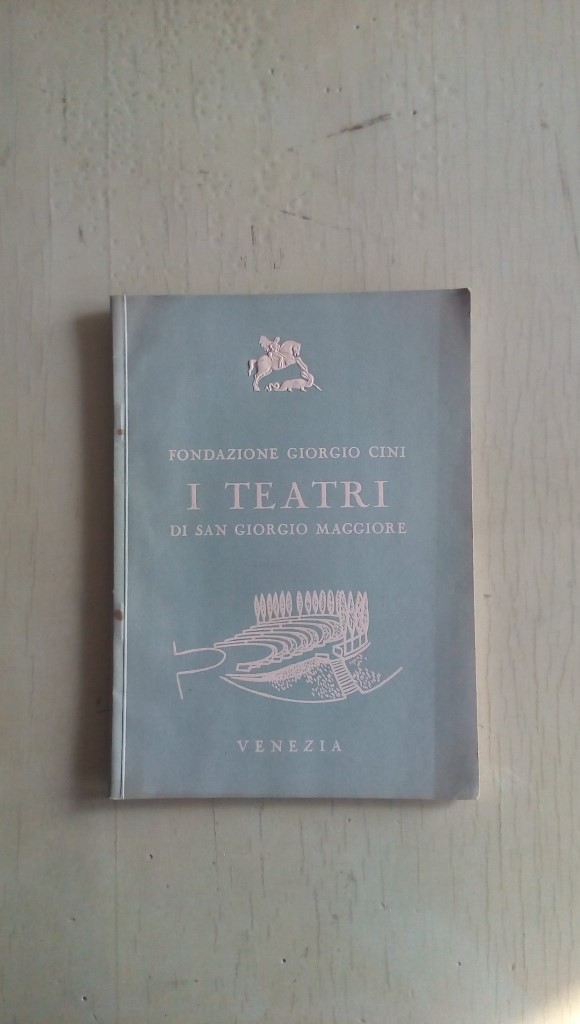 FONDAZIONE GIORGIO CINI
I TEATRI
DI SAN GIORGIO MAGGIORE
VENEZIA